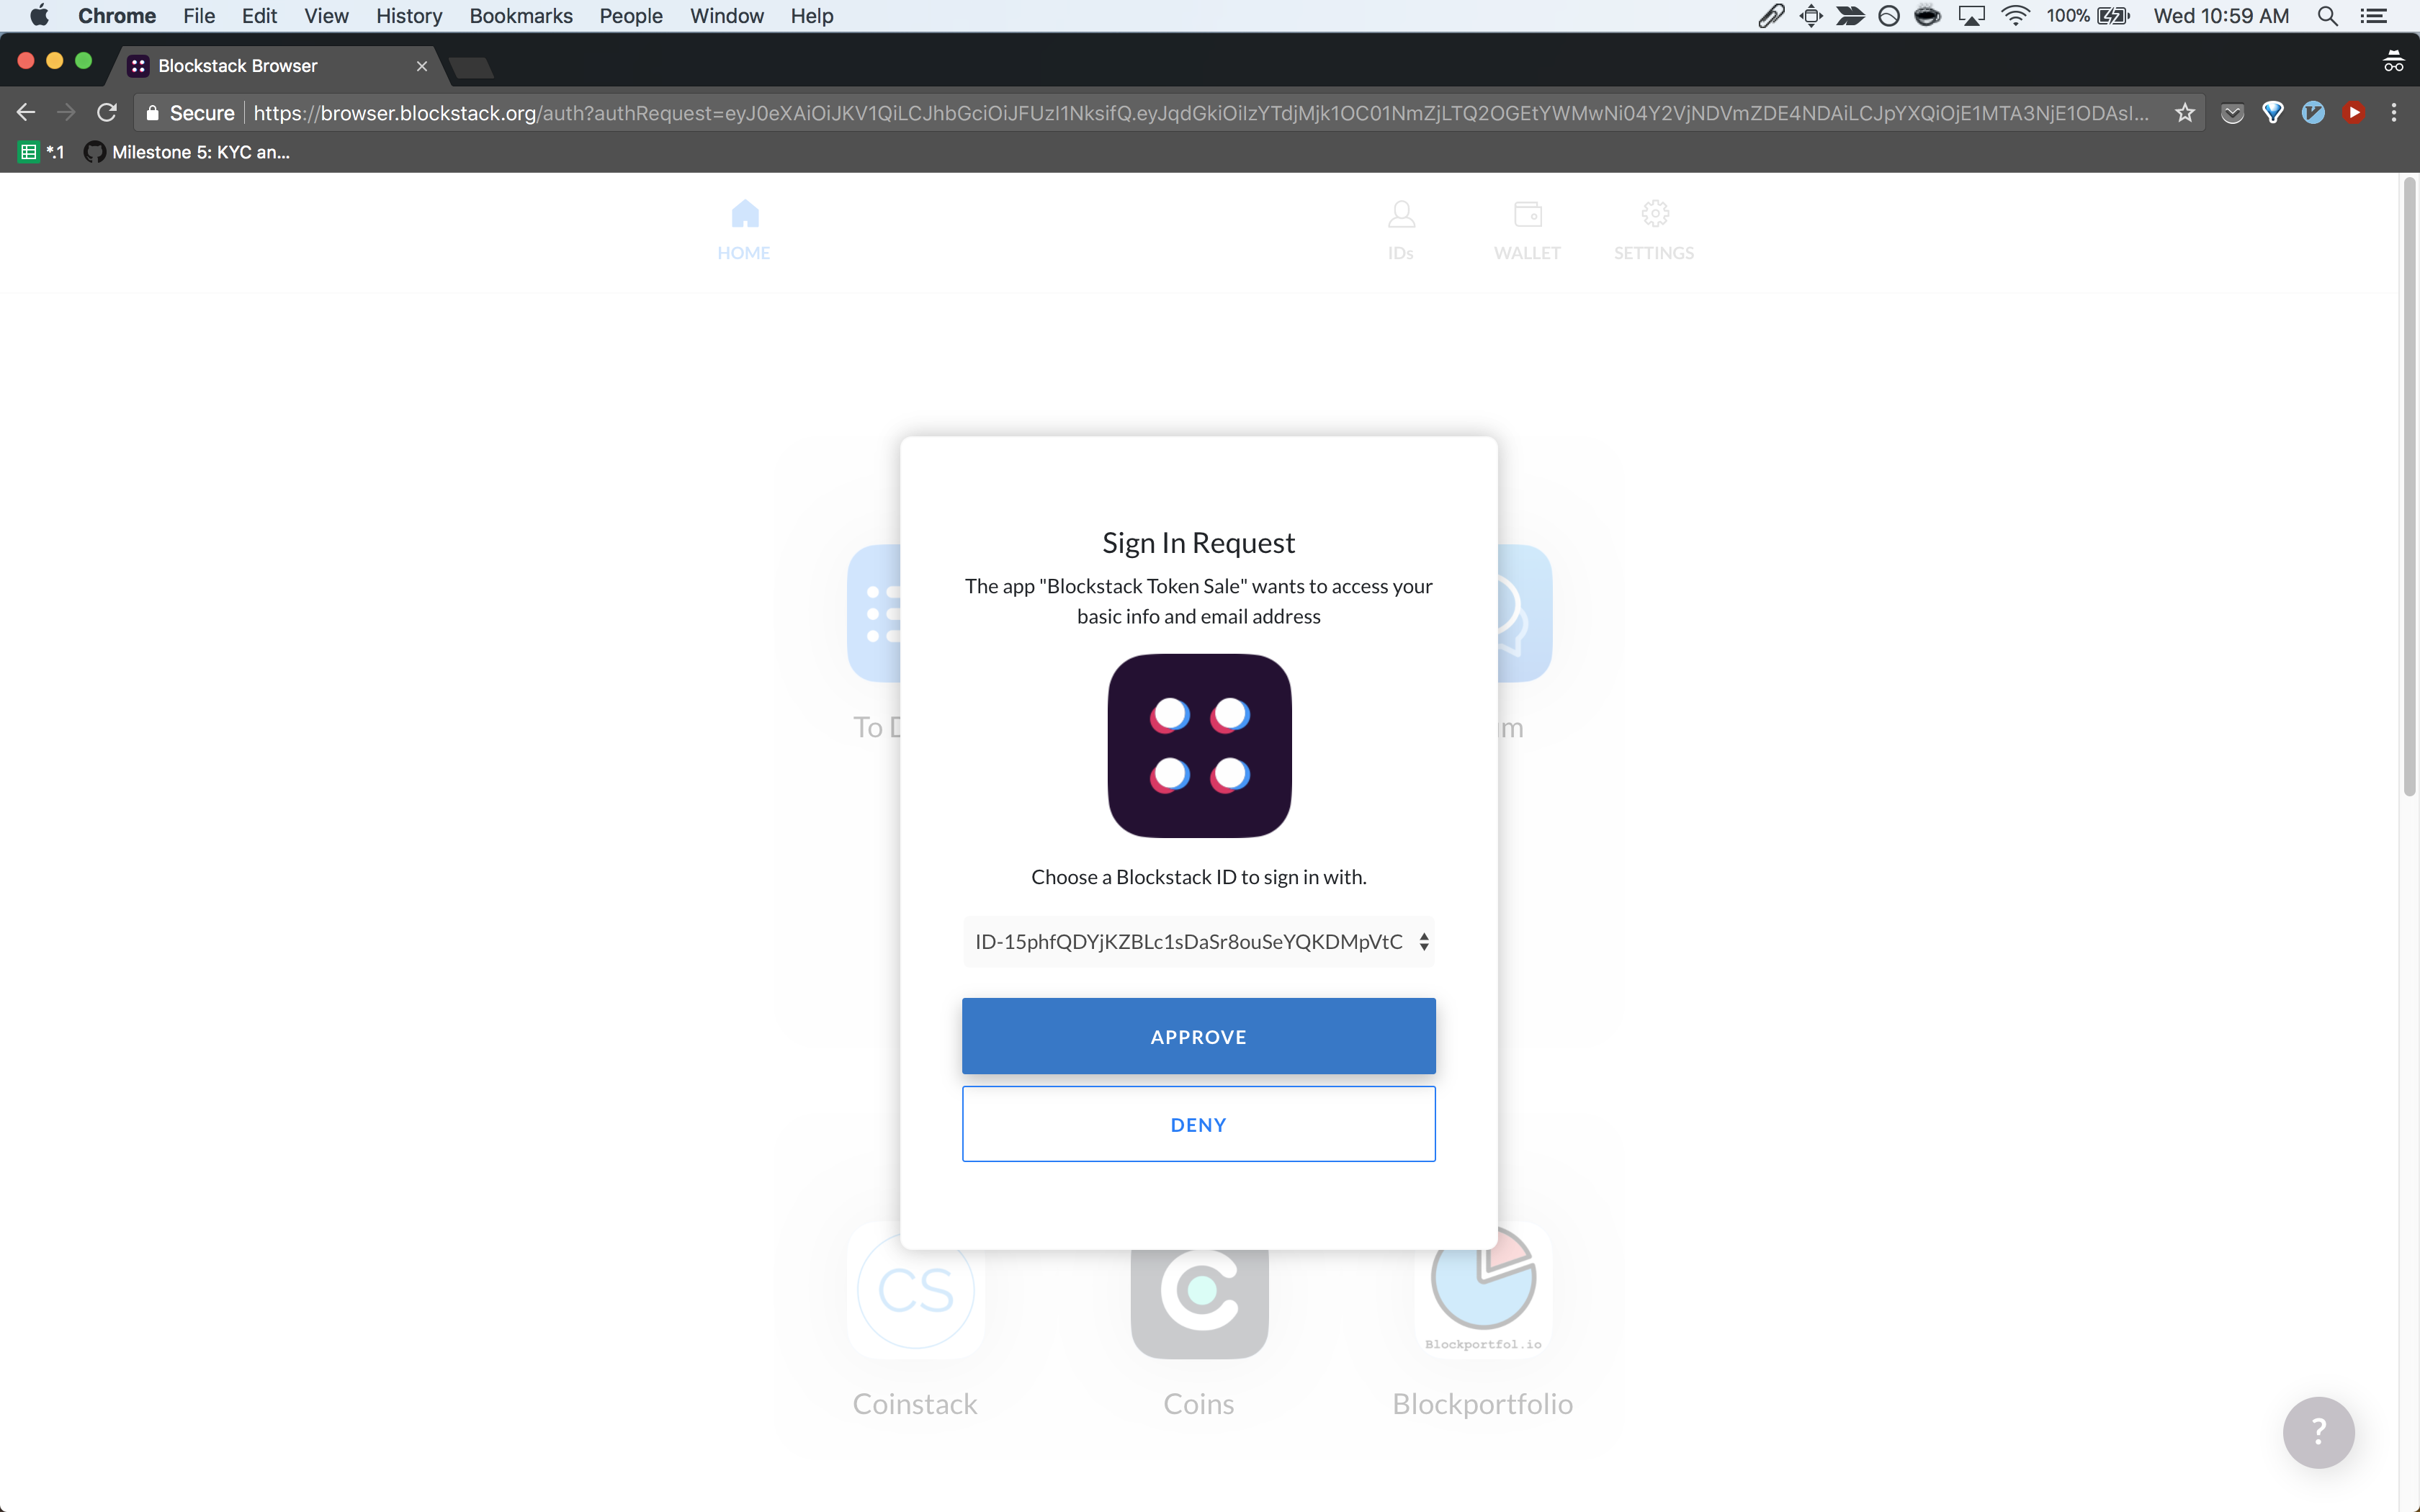 Chrome File Edit View History Bookmarks People Window Help 100% Wed 10:59 AM
Blockstack Browser
Secure https://browser.blockstack.org/auth?authRequest=eyJ0eXAiOiJKV1QiLCJhbGciOiJFUzI1NksifQ.eyJqdGkiOiIzYTdjMjk1OC01NmZjLTQ2OGEtYWMwNi04Y2VjNDVmZDE4NDAiLCJpYXQiOjE1MTA3NjE1ODAsI...
*.1 Milestone 5: KYC an...
HOME IDs WALLET SETTINGS
Sign In Request
The app "Blockstack Token Sale" wants to access your
basic info and email address
To D
m
Choose a Blockstack ID to sign in with.
ID-15phfQDYjKZBLc1sDaSr8ouSeYQKDMpVtC
APPROVE
DENY
CS
Blockportfol.io
Coinstack Coins Blockportfolio
?